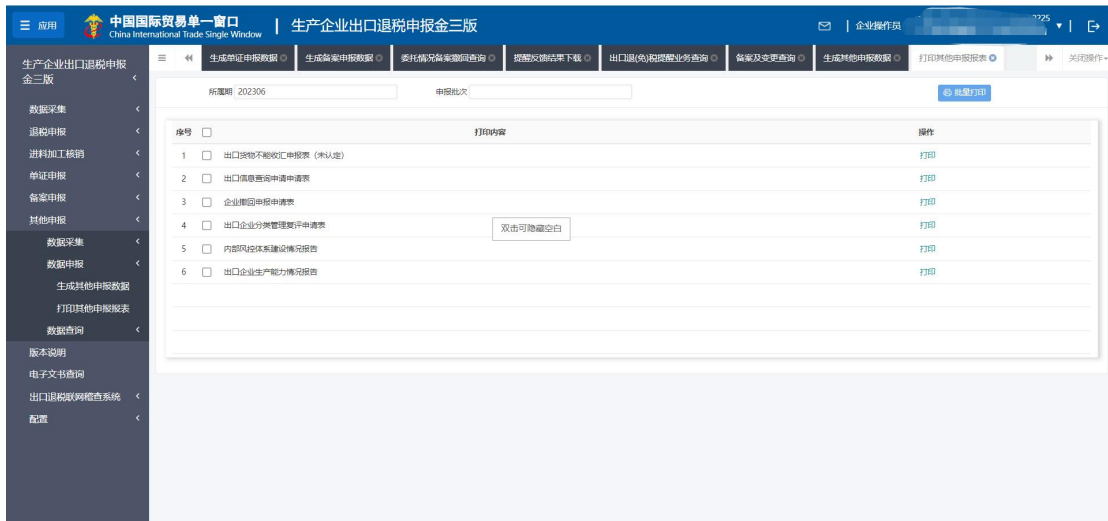 应用
中国国际贸易单一窗口
China International Trade Single Window
生产企业出口退税申报金三版
企业操作员
2225
生产企业出口退税申报金三版
数据采集
退税申报
进料加工核销
单证申报
备案申报
其他申报
数据采集
数据申报
生成其他申报数据
打印其他申报报表
数据查询
版本说明
电子文书查询
出口退税联网稽查系统
配置
生成单证申报数据
生成备案申报数据
委托情况备案撤回查询
提醒反馈结果下载
出口退(免)税提醒业务查询
备案及变更查询
生成其他申报数据
打印其他申报报表
关闭操作
所属期 202306
申报批次
批量打印
序号 打印内容 操作
1 出口货物不能收汇申报表（未认定） 打印
2 出口信息查询申请申请表 打印
3 企业撤回申报申请表 打印
4 出口企业分类管理复评申请表 打印
双击可隐藏空白
5 内部风控体系建设情况报告 打印
6 出口企业生产能力情况报告 打印